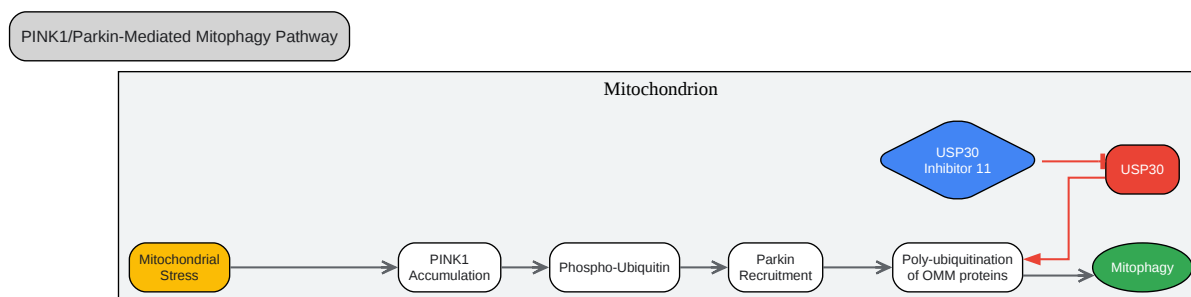 PINK1/Parkin-Mediated Mitophagy Pathway
Mitochondrion
USP30
Inhibitor 11
USP30
Mitochondrial
Stress
PINK1
Accumulation
Phospho-Ubiquitin
Parkin
Recruitment
Poly-ubiquitination
of OMM proteins
Mitophagy